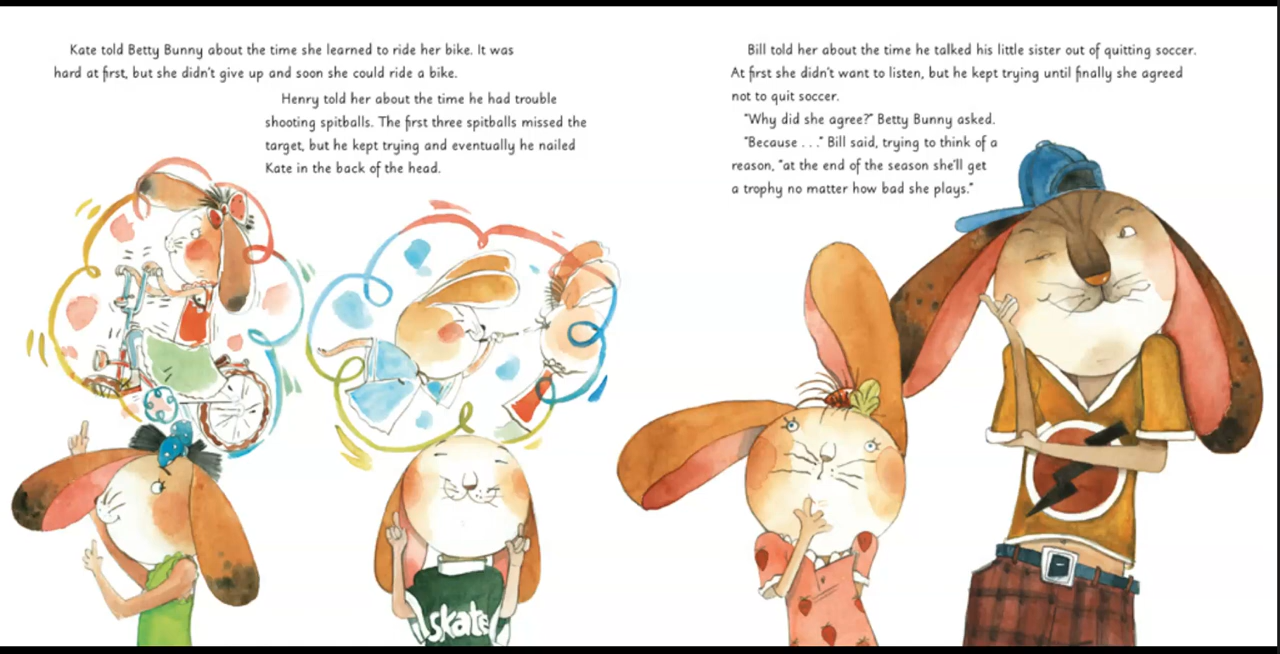 Kate told Betty Bunny about the time she learned to ride her bike. It was
hard at first, but she didn't give up and soon she could ride a bike.
Henry told her about the time he had trouble
shooting spitballs. The first three spitballs missed the
target, but he kept trying and eventually he nailed
Kate in the back of the head.
skate
Bill told her about the time he talked his little sister out of quitting soccer.
At first she didn't want to listen, but he kept trying until finally she agreed
not to quit soccer.
"Why did she agree?" Betty Bunny asked.
"Because . . ." Bill said, trying to think of a
reason, "at the end of the season she'll get
a trophy no matter how bad she plays."